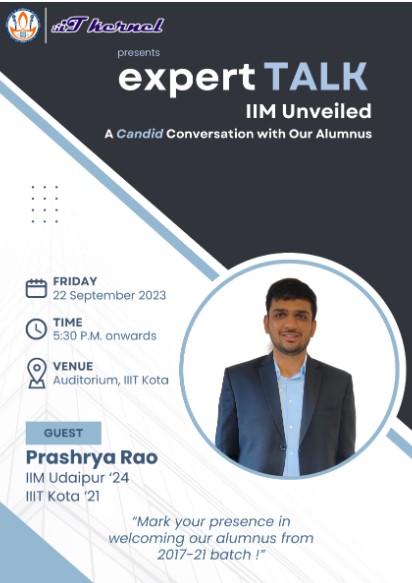 iiiT kernel
presents
expert TALK
IIM Unveiled
A Candid Conversation with Our Alumnus
FRIDAY
22 September 2023
TIME
5:30 P.M. onwards
VENUE
Auditorium, IIIT Kota
GUEST
Prashrya Rao
IIM Udaipur ‘24
IIIT Kota ‘21
“Mark your presence in
welcoming our alumnus from
2017-21 batch !”